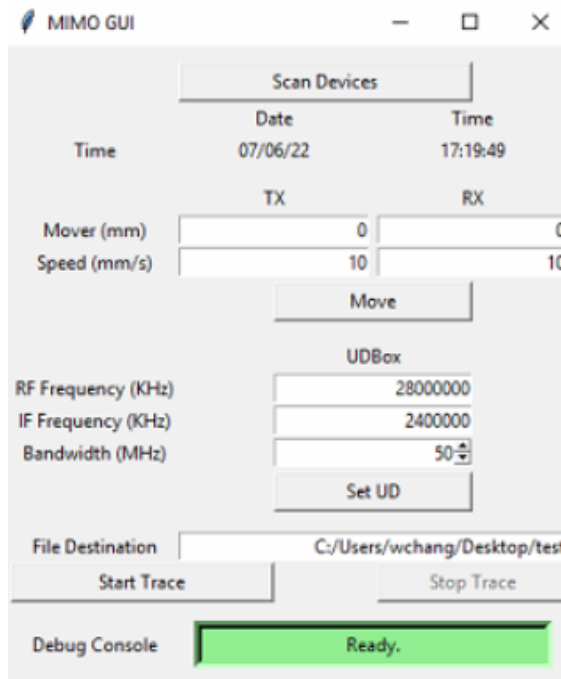 MIMO GUI
Scan Devices
Date Time
Time 07/06/22 17:19:49
TX RX
Mover (mm) 0 0
Speed (mm/s) 10 10
Move
UDBox
RF Frequency (KHz) 28000000
IF Frequency (KHz) 2400000
Bandwidth (MHz) 50
Set UD
File Destination C:/Users/wchang/Desktop/test
Start Trace Stop Trace
Debug Console Ready.